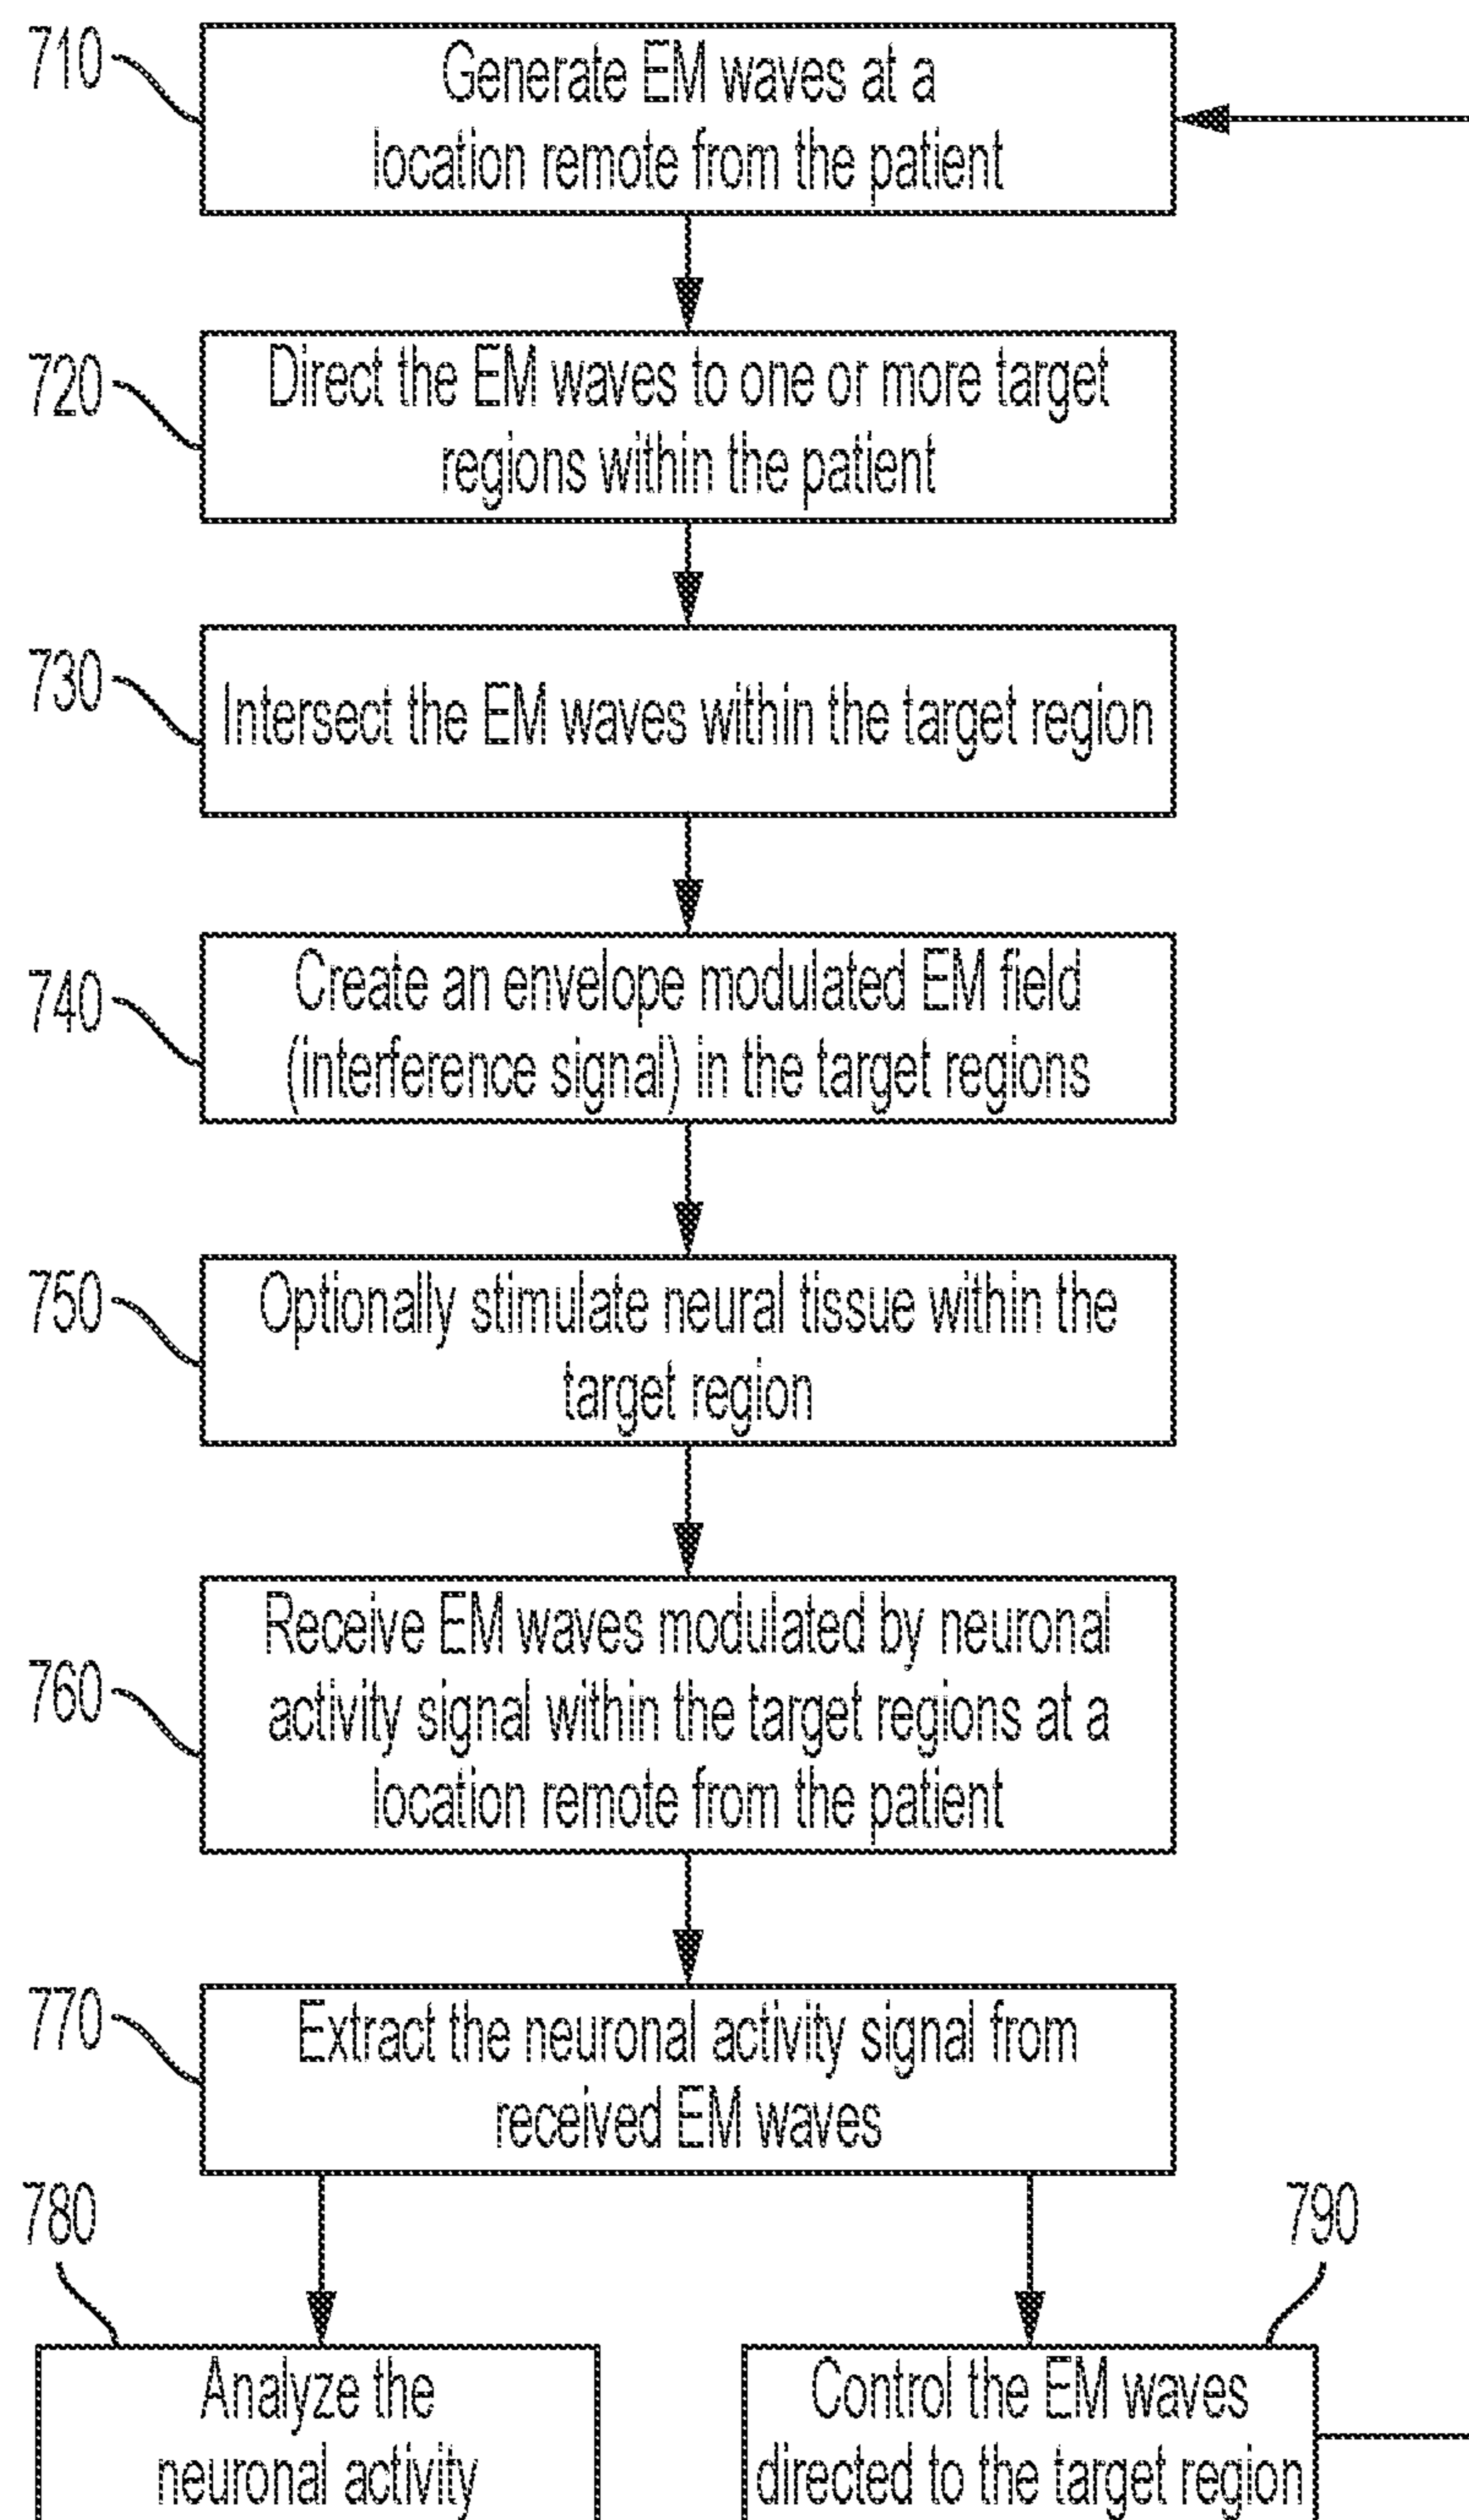 710
Generate EM waves at a
location remote from the patient
720
Direct the EM waves to one or more target
regions within the patient
730
Intersect the EM waves within the target region
740
Create an envelope modulated EM field
(interference signal) in the target regions
750
Optionally stimulate neural tissue within the
target region
760
Receive EM waves modulated by neuronal
activity signal within the target regions at a
location remote from the patient
770
Extract the neuronal activity signal from
received EM waves
780
790
Analyze the
neuronal activity
Control the EM waves
directed to the target region